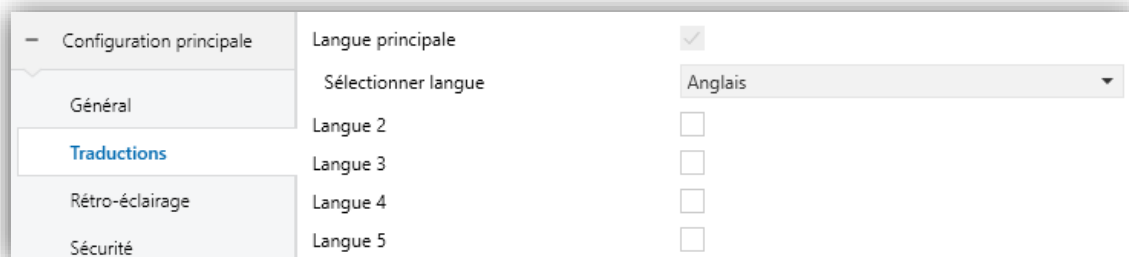 Configuration principale
Général
Traductions
Rétro-éclairage
Sécurité
Langue principale
Sélectionner langue
Anglais
Langue 2
Langue 3
Langue 4
Langue 5